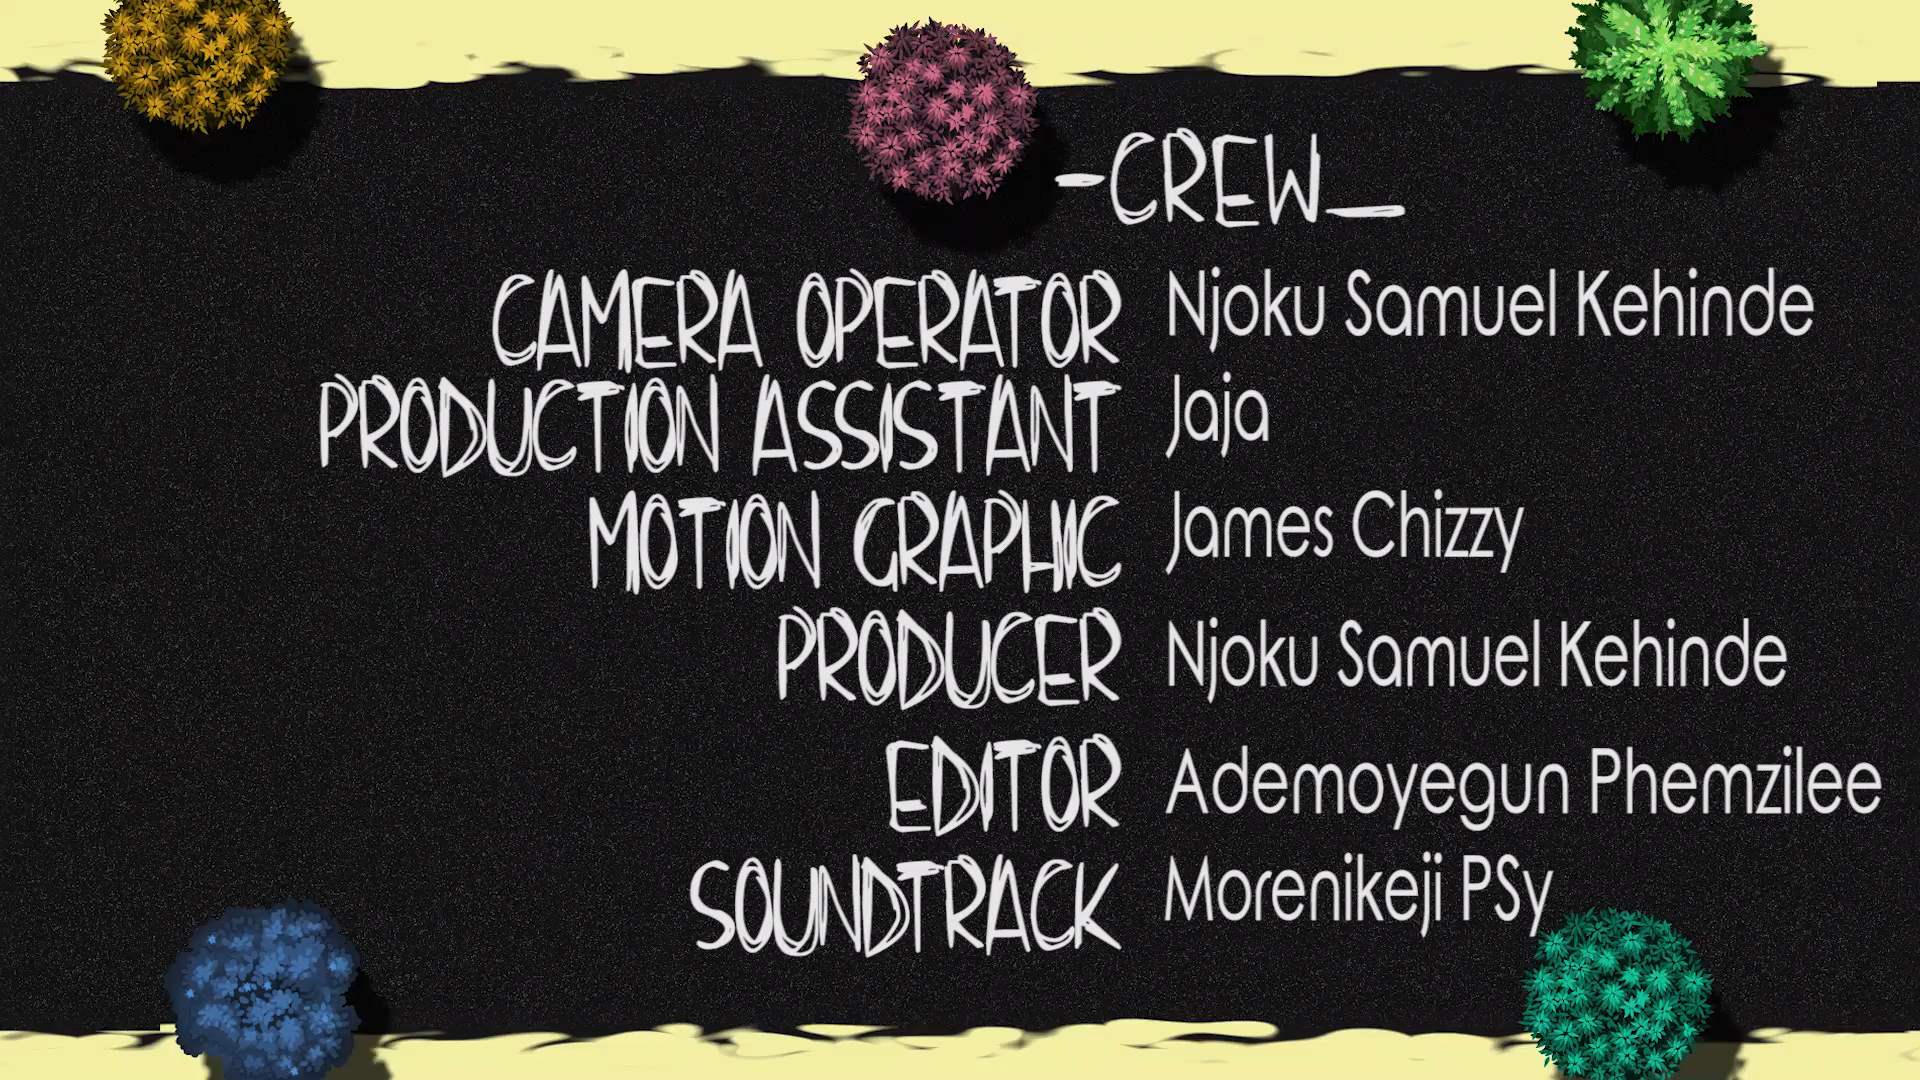 -CREW_
CAMERA OPERATOR Njoku Samuel Kehinde
PRODUCTION ASSISTANT Jaja
MOTION GRAPHIC James Chizzy
PRODUCER Njoku Samuel Kehinde
EDITOR Ademoyegun Phemzilee
SOUNDTRACK Morenikeji PSy